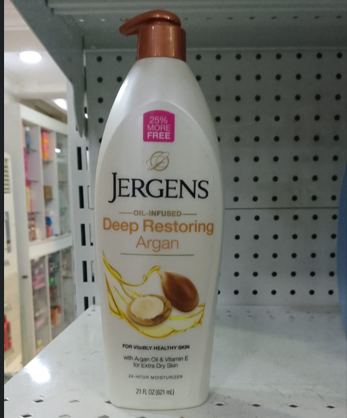 25%
MORE
FREE
JERGENS
OIL-INFUSED
Deep Restoring
Argan
FOR VISIBLY HEALTHY SKIN
with Argan Oil & Vitamin E
for Extra Dry Skin
24-HOUR MOISTURIZER
21 FL OZ (621 mL)